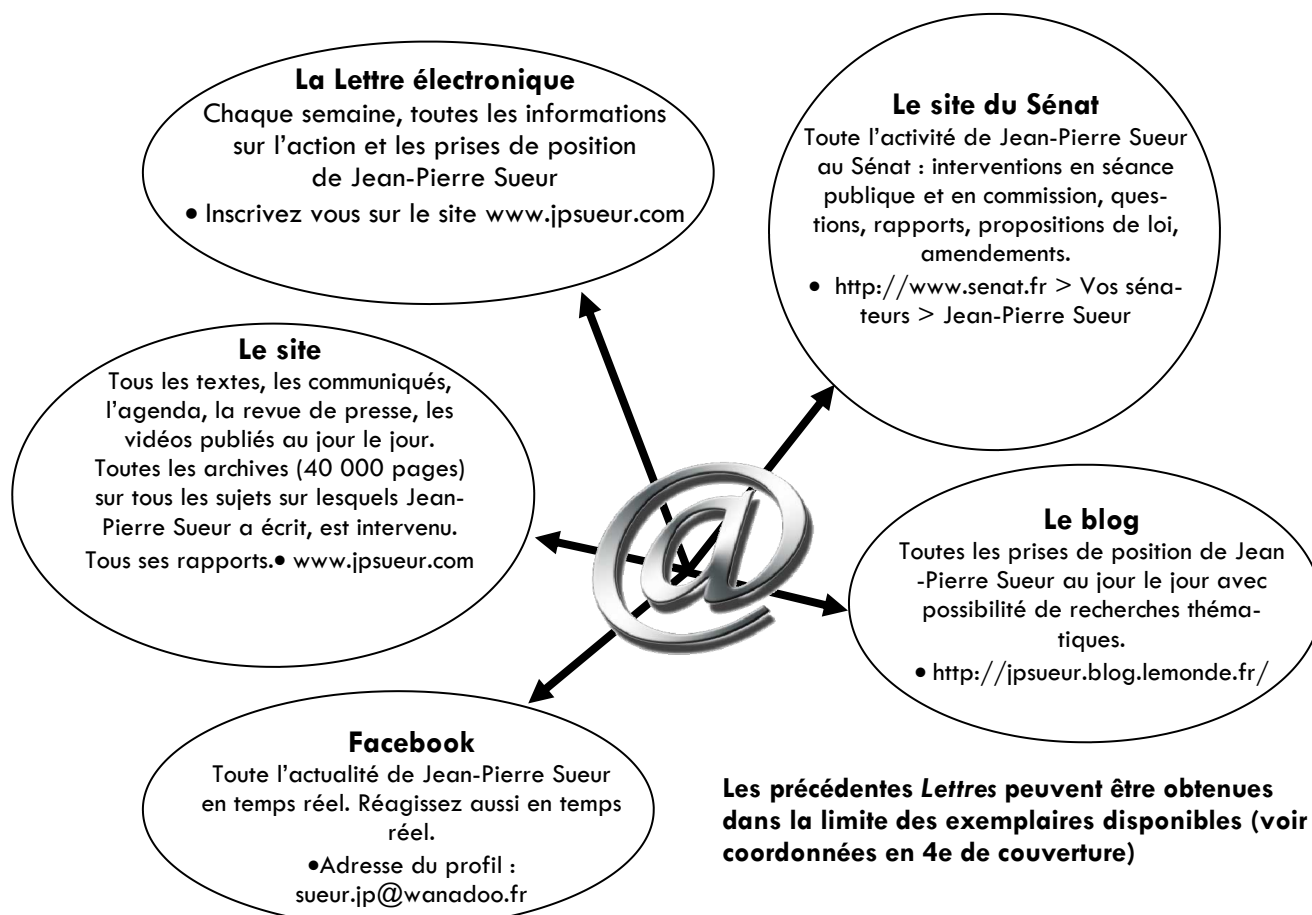 La Lettre électronique
Chaque semaine, toutes les informations
sur l'action et les prises de position
de Jean-Pierre Sueur
• Inscrivez vous sur le site www.jpsueur.com
Le site du Sénat
Toute l'activité de Jean-Pierre Sueur
au Sénat : interventions en séance
publique et en commission, ques-
tions, rapports, propositions de loi,
amendements.
• http://www.senat.fr > Vos séna-
teurs > Jean-Pierre Sueur
Le site
Tous les textes, les communiqués,
l'agenda, la revue de presse, les
vidéos publiés au jour le jour.
Toutes les archives (40 000 pages)
sur tous les sujets sur lesquels Jean-
Pierre Sueur a écrit, est intervenu.
Tous ses rapports.• www.jpsueur.com
@
Le blog
Toutes les prises de position de Jean
-Pierre Sueur au jour le jour avec
possibilité de recherches théma-
tiques.
• http://jpsueur.blog.lemonde.fr/
Facebook
Toute l'actualité de Jean-Pierre Sueur
en temps réel. Réagissez aussi en temps
réel.
•Adresse du profil :
sueur.jp@wanadoo.fr
Les précédentes Lettres peuvent être obtenues
dans la limite des exemplaires disponibles (voir
coordonnées en 4e de couverture)